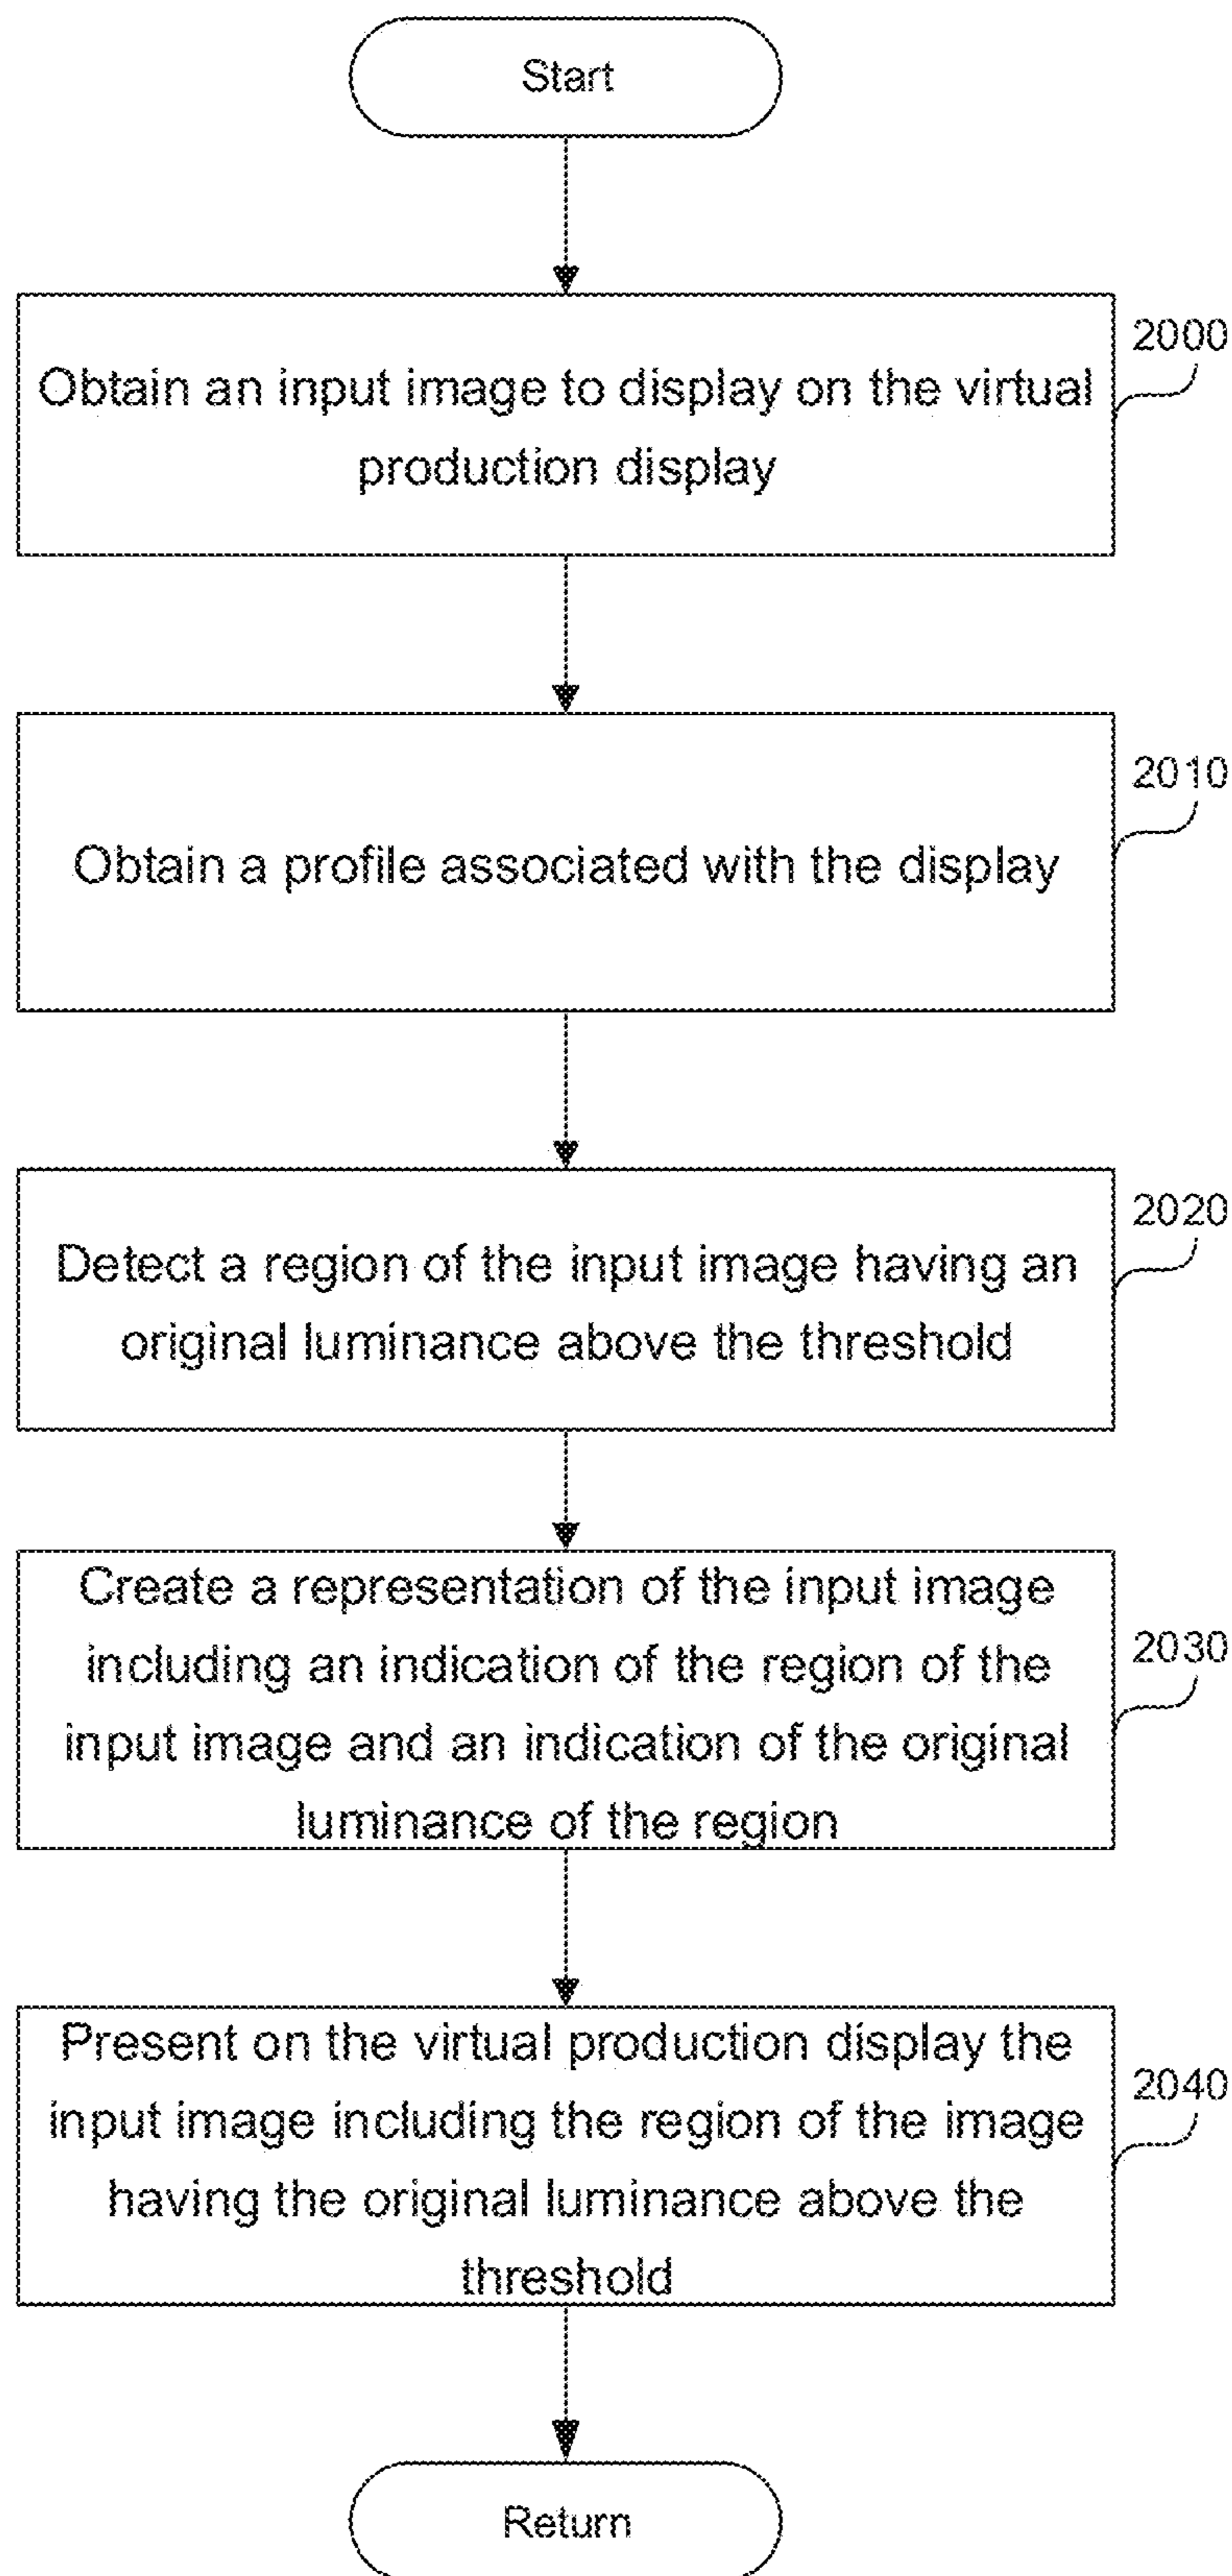 Start
2000
Obtain an input image to display on the virtual
production display
2010
Obtain a profile associated with the display
2020
Detect a region of the input image having an
original luminance above the threshold
Create a representation of the input image
2030
including an indication of the region of the
input image and an indication of the original
luminance of the region
Present on the virtual production display the
2040
input image including the region of the image
having the original luminance above the
threshold
Return